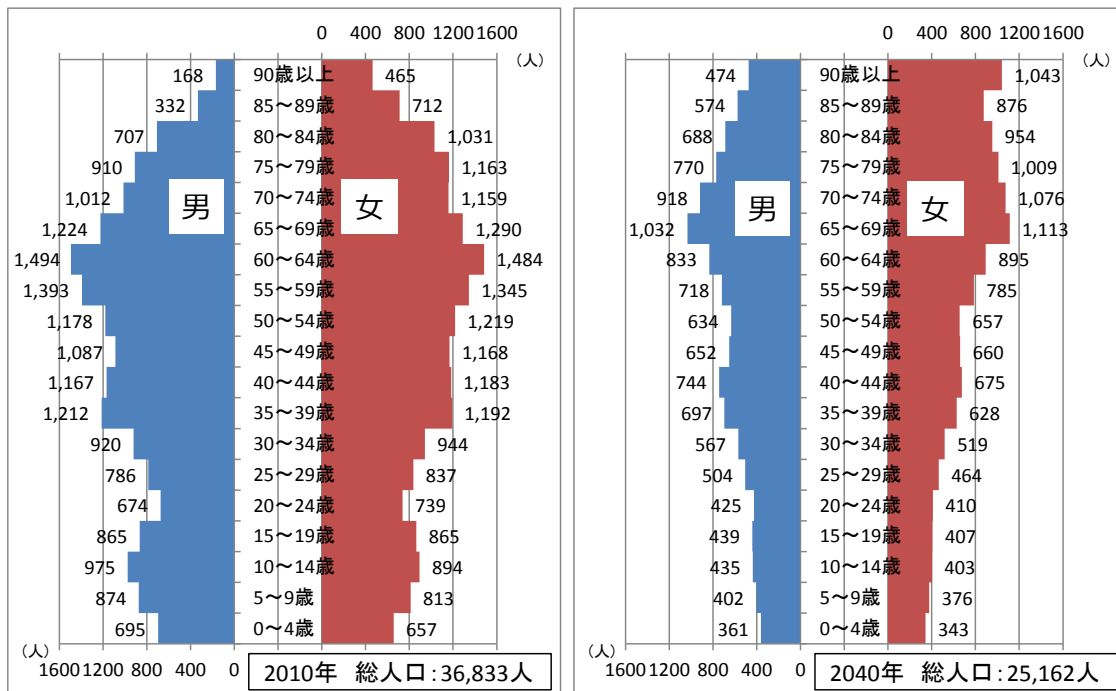 0 400 800 1200 1600
(人)
168 90歳以上 465
332 85～89歳 712
707 80～84歳 1,031
910 75～79歳 1,163
1,012 70～74歳 1,159
男 女
1,224 65～69歳 1,290
1,494 60～64歳 1,484
1,393 55～59歳 1,345
1,178 50～54歳 1,219
1,087 45～49歳 1,168
1,167 40～44歳 1,183
1,212 35～39歳 1,192
920 30～34歳 944
786 25～29歳 837
674 20～24歳 739
865 15～19歳 865
975 10～14歳 894
874 5～9歳 813
695 0～4歳 657
(人)
1600 1200 800 400 0
2010年 総人口：36,833人
0 400 800 1200 1600
(人)
474 90歳以上 1,043
574 85～89歳 876
688 80～84歳 954
770 75～79歳 1,009
918 70～74歳 1,076
男 女
1,032 65～69歳 1,113
833 60～64歳 895
718 55～59歳 785
634 50～54歳 657
652 45～49歳 660
744 40～44歳 675
697 35～39歳 628
567 30～34歳 519
504 25～29歳 464
425 20～24歳 410
439 15～19歳 407
435 10～14歳 403
402 5～9歳 376
361 0～4歳 343
(人)
1600 1200 800 400 0
2040年 総人口：25,162人